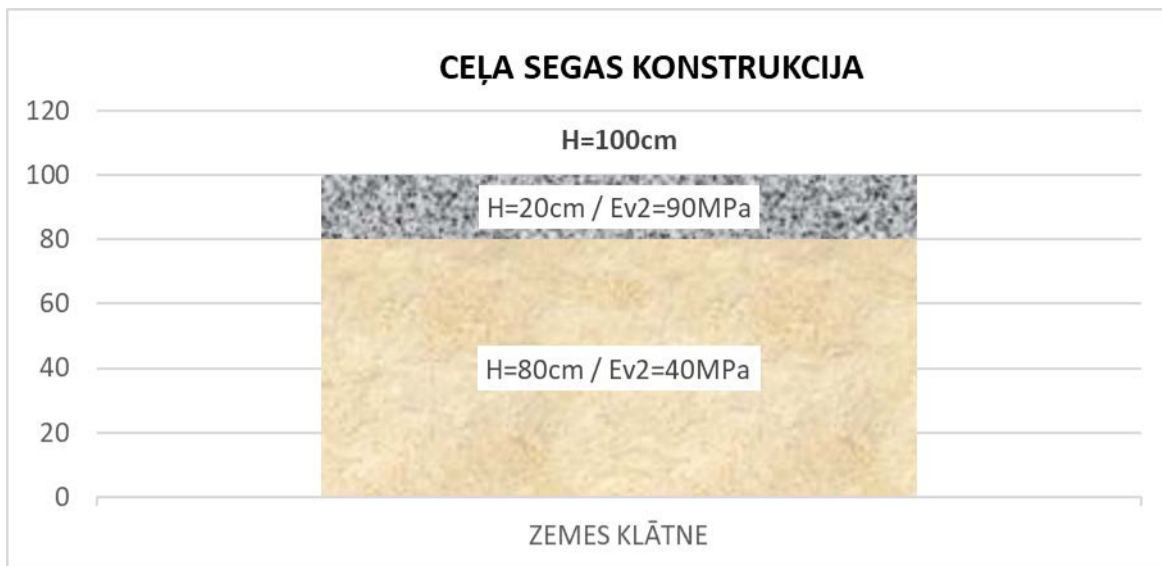 CEĻA SEGAS KONSTRUKCIJA
120
H=100cm
100
H=20cm / Ev2=90MPa
80
60
H=80cm / Ev2=40MPa
40
20
0
ZEMES KLĀTNE